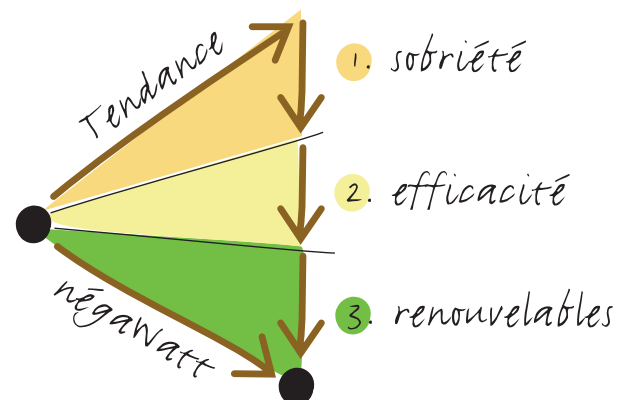 Tendance
1. sobriété
2. efficacité
3. renouvelables
négaWatt